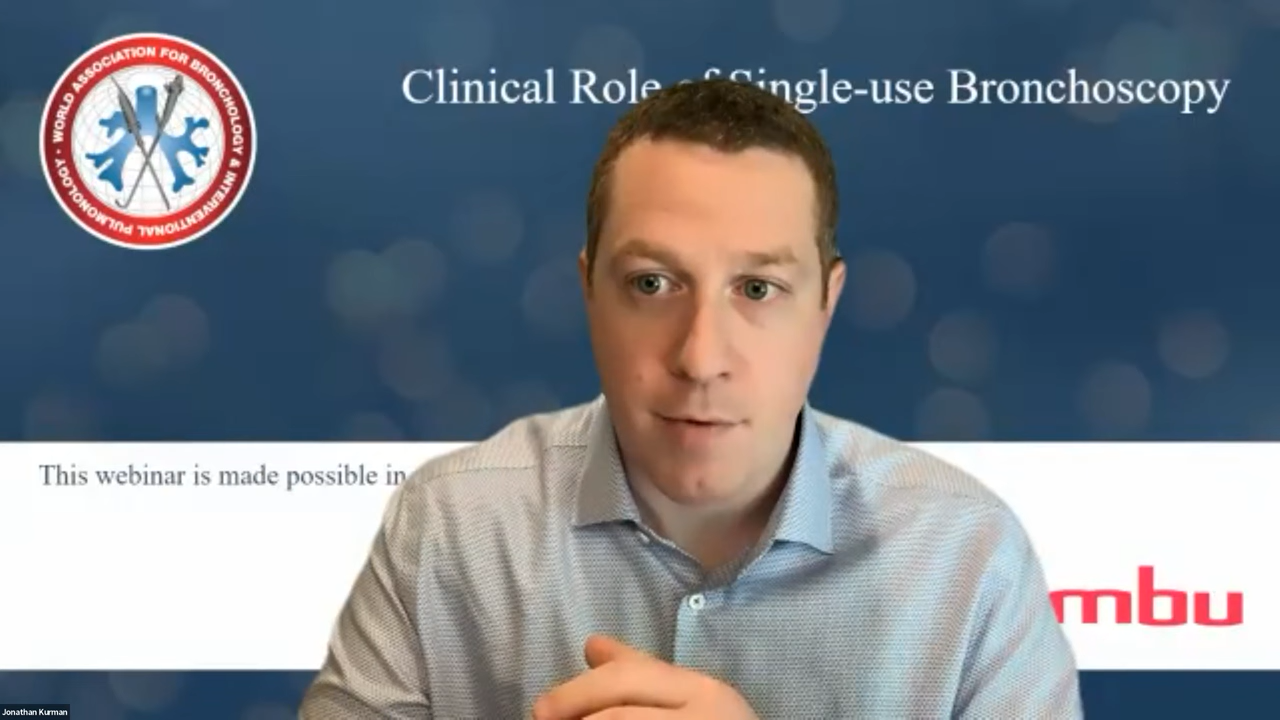 WORLD ASSOCIATION FOR BRONCHOLOGY & INTERVENTIONAL PULMONOLOGY ·
Clinical Role of Single-use Bronchoscopy
This webinar is made possible in
mbu
Jonathan Kurman